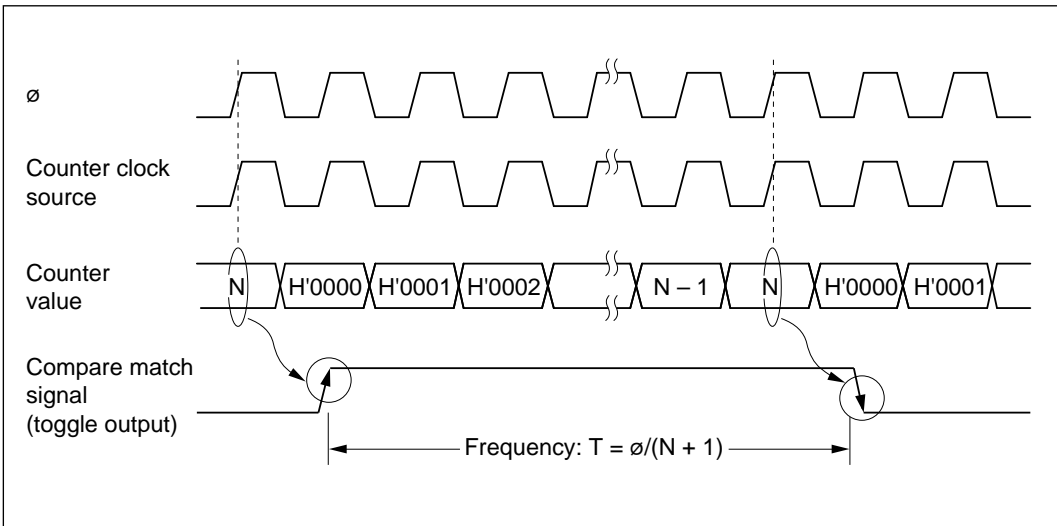 ø
Counter clock
source
Counter
value
N H'0000 H'0001 H'0002 N – 1 N H'0000 H'0001
Compare match
signal
(toggle output)
Frequency: T = ø/(N + 1)